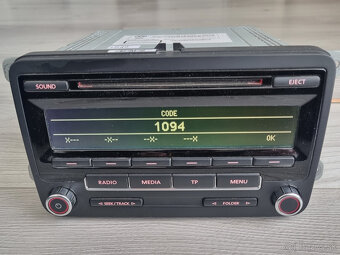 SOUND
EJECT
CODE
1094
X--- -X-- --X- ---X OK
RADIO MEDIA TP MENU
◁ SEEK/TRACK ▷ ◁ FOLDER ▷